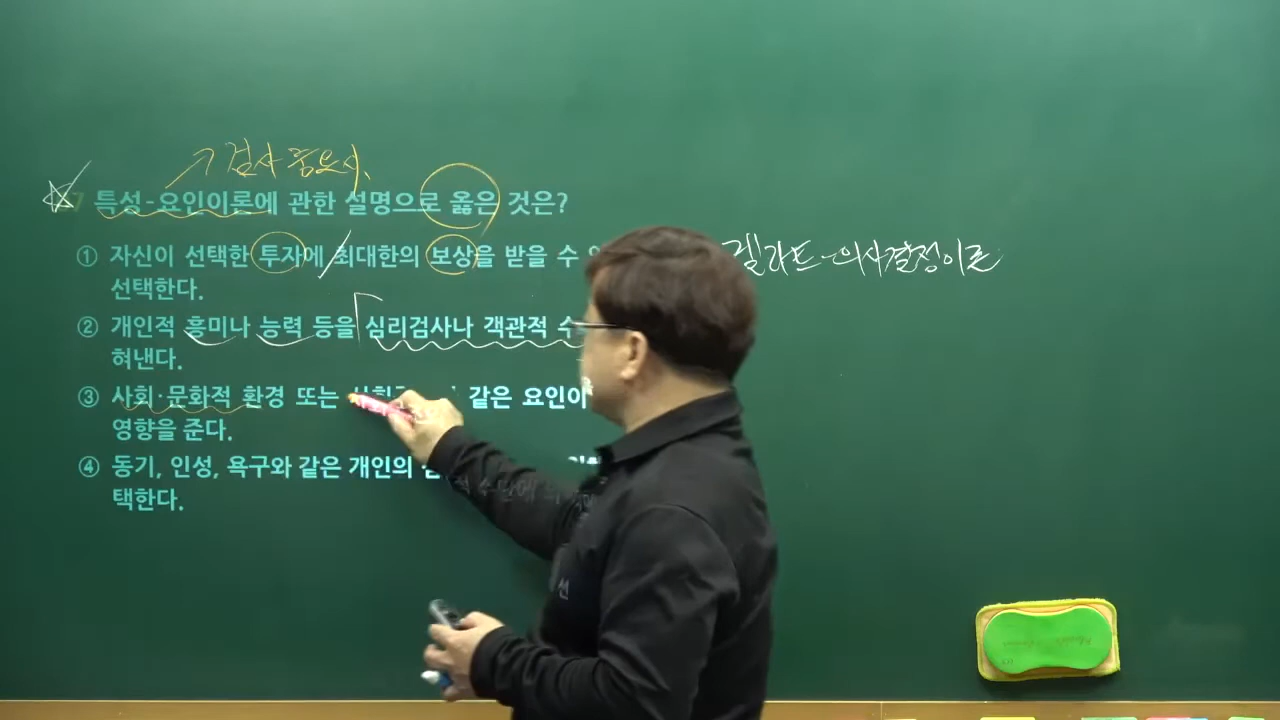 검사 중요시.
특성-요인이론에 관한 설명으로 옳은 것은?
① 자신이 선택한 투자에 최대한의 보상을 받을 수
선택한다.
겔라트-의사결정이론
② 개인적 흥미나 능력 등을 심리검사나 객관적 수
혀낸다.
③ 사회·문화적 환경 또는 같은 요인이
영향을 준다.
④ 동기, 인성, 욕구와 같은 개인의
택한다.